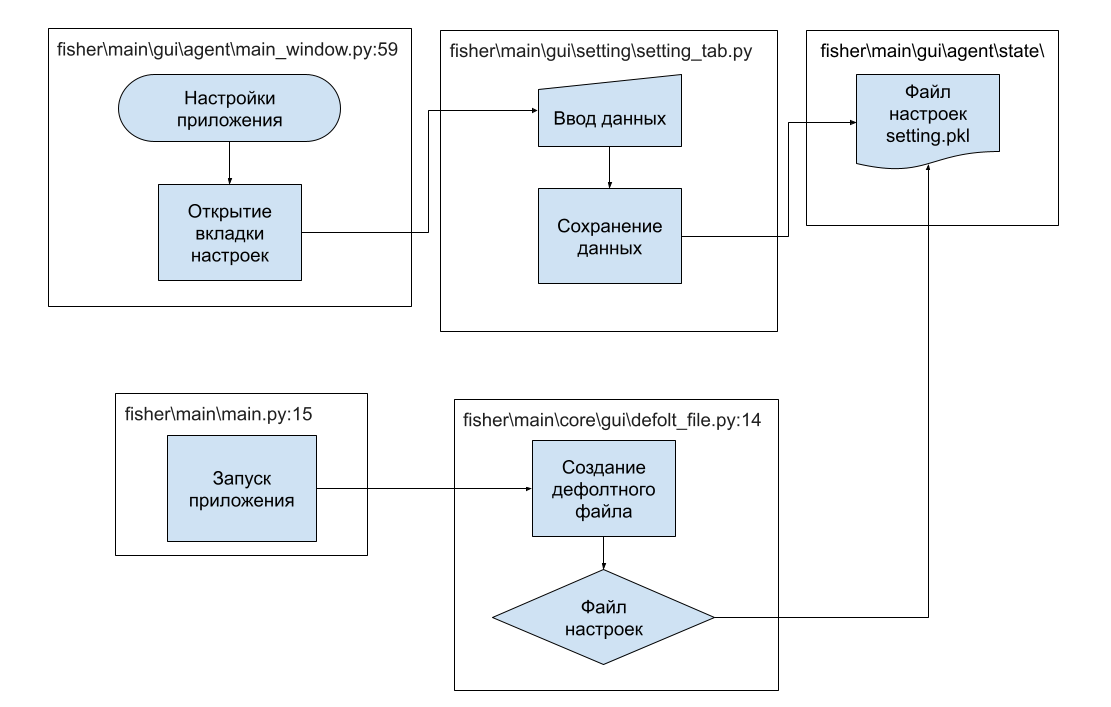 fisher\main\gui\agent\main_window.py:59
Настройки
приложения
Открытие
вкладки
настроек
fisher\main\gui\setting\setting_tab.py
Ввод данных
Сохранение
данных
fisher\main\gui\agent\state\
Файл
настроек
setting.pkl
fisher\main\main.py:15
Запуск
приложения
fisher\main\core\gui\defolt_file.py:14
Создание
дефолтного
файла
Файл
настроек